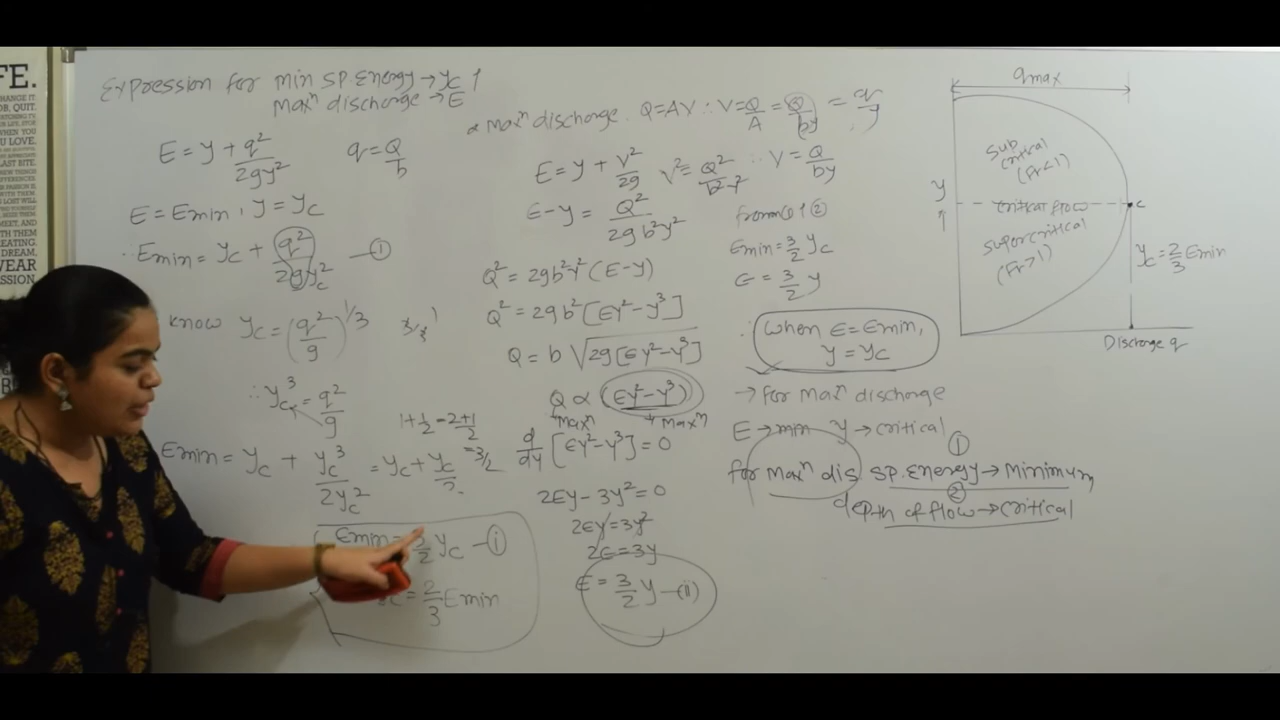 Expression for min SP. Energy → yc 1
maxⁿ discharge → E
E = y + q²/2gy²
q = Q/b
E = Emin, y = yc
∴ Emin = yc + q²/2gyc² — (i)
know yc = (q²/g)^1/3
∴ yc³ = q²/g
1+1/2 = 2+1/2
= 3/2
Emin = yc + yc³/2yc² = yc + yc/2
Emin = 3/2 yc — (i)
= 2/3 Emin
α maxⁿ discharge. Q = AV ∴ V = Q/A = Q/by = q/y
E = y + v²/2g
v² = Q²/b²y²
∴ V = Q/by
E-y = Q²/2gb²y²
Q² = 2gb²y² (E-y)
Q² = 2gb² [Ey²-y³]
Q = b √2g[Ey²-y³]
Q α (Ey²-y³)
↓ maxⁿ
↓ maxⁿ
d/dy [Ey²-y³] = 0
2Ey - 3y² = 0
2Ey = 3y²
2E = 3y
E = 3/2 y — (ii)
from ① 1 ②
Emin = 3/2 yc
E = 3/2 y
∴ when E = Emin,
y = yc
→ for maxⁿ discharge
E → min y → critical
①
for maxⁿ dis. SP. energy → Minimum
②
depth of flow → critical
qmax
y
↑
Sub
critical
(Fr<1)
critical flow
c
supercritical
(Fr>1)
yc = 2/3 Emin
Discharge q
FE.